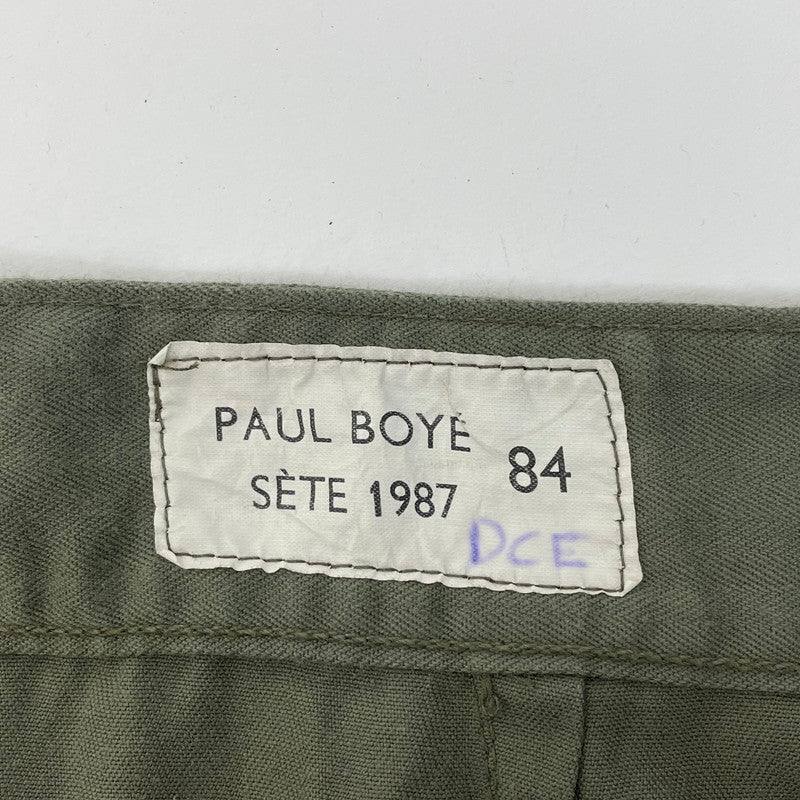 PAUL BOYÉ
SÈTE 1987
84
DCE